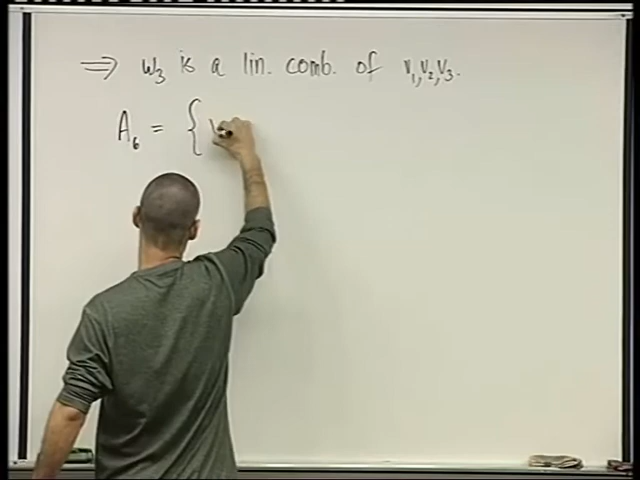 ⇒ w₃ is a lin. comb. of v₁, v₂, v₃.
A₆ = {